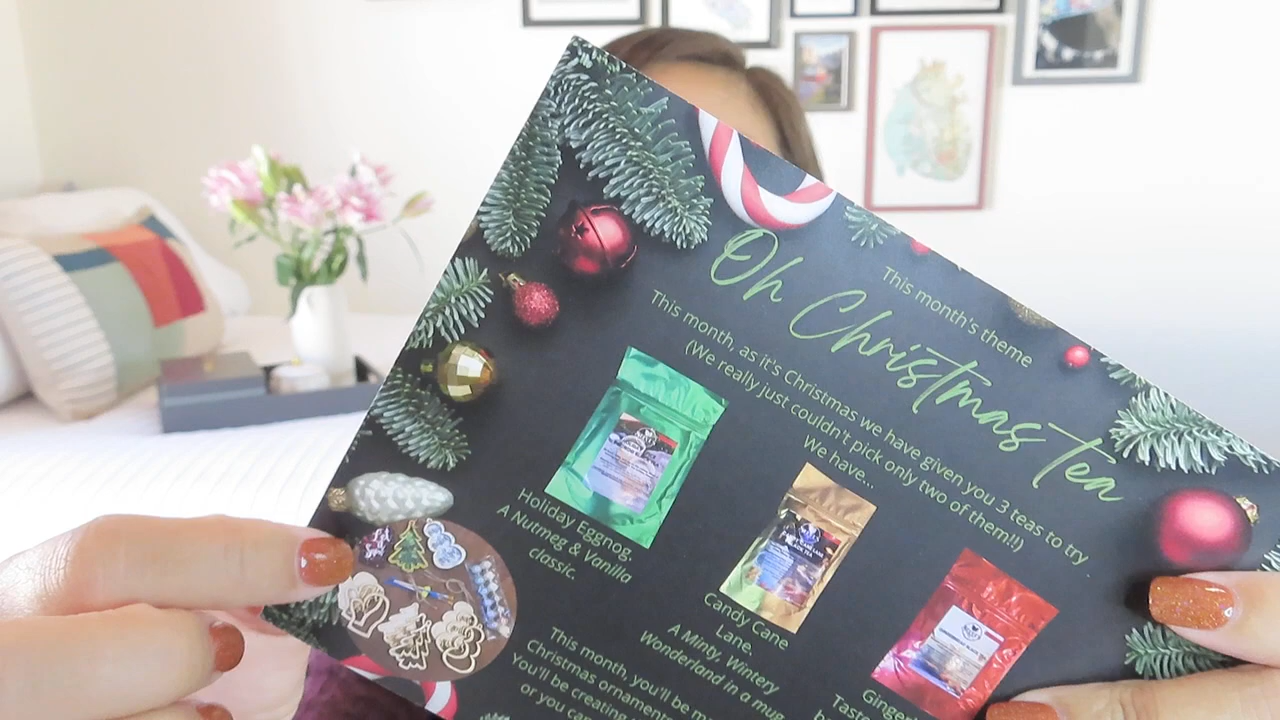 This month's theme
Oh Christmas tea
This month, as it's Christmas we have given you 3 teas to try
(We really just couldn't pick only two of them!!)
We have...
Holiday Eggnog,
A Nutmeg & Vanilla
classic.
Candy Cane
Lane,
A Minty, Wintery
Wonderland in a mug
This month, you'll be
Christmas
You'll be creating
or you